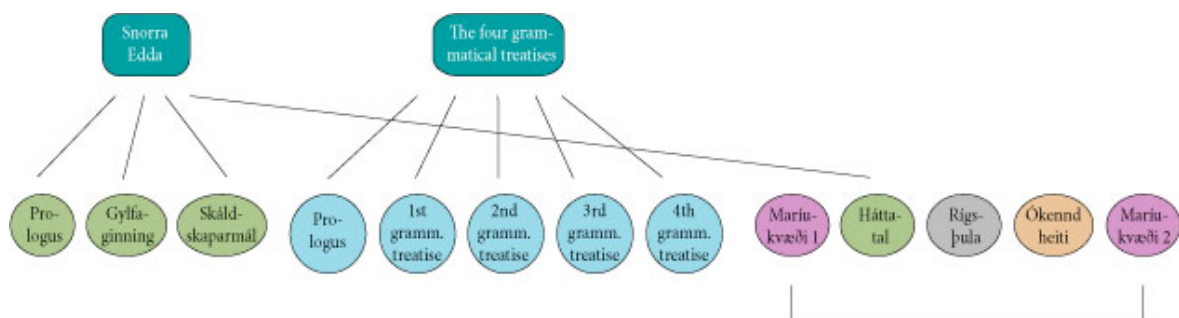 Snorra
Edda
The four gram-
matical treatises
Pro-
logus
Gylfa-
ginning
Skáld-
skaparmál
Pro-
logus
1st
gramm.
treatise
2nd
gramm.
treatise
3rd
gramm.
treatise
4th
gramm.
treatise
Maríu-
kvæði 1
Hátta-
tal
Rígs-
þula
Ókennd
heiti
Maríu-
kvæði 2